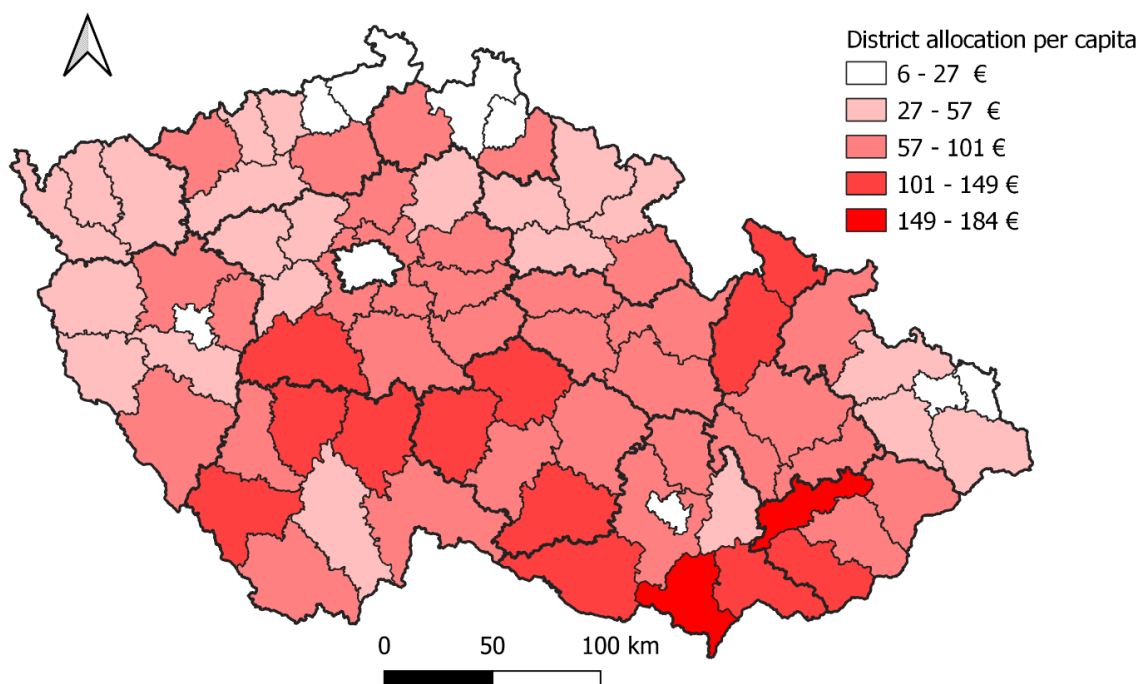 District allocation per capita
6 - 27 €
27 - 57 €
57 - 101 €
101 - 149 €
149 - 184 €
0 50 100 km